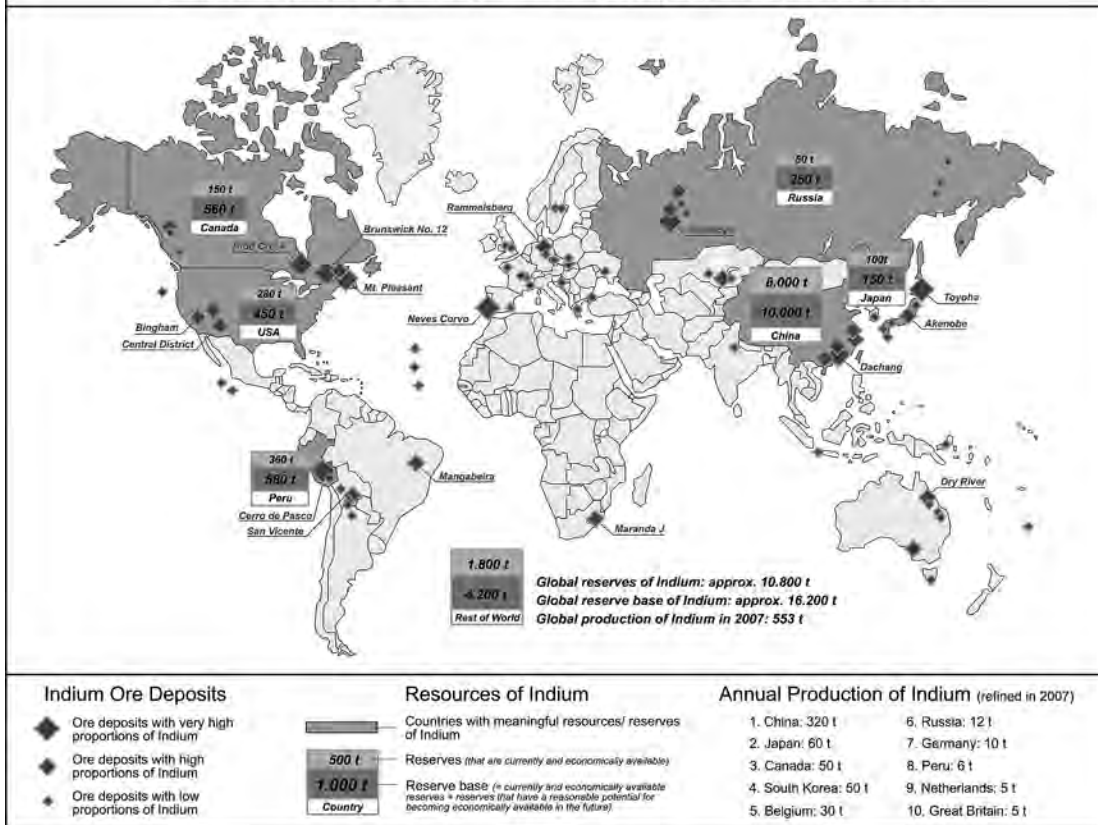 150 t
560 t
Canada
Brunswick No. 12
Mt. Pleasant
280 t
450 t
USA
Bingham
Central District
Rammelsberg
Neves Corvo
50 t
250 t
Russia
100t
150 t
Japan
Toyoha
Akenobe
10.000 t
China
Dachang
360 t
580 t
Peru
Cerro de Pasco
San Vicente
Mangabeira
Maranda J.
Dry River
1.800 t
4.200 t
Rest of World
Global reserves of Indium: approx. 10.800 t
Global reserve base of Indium: approx. 16.200 t
Global production of Indium in 2007: 553 t
Indium Ore Deposits
Ore deposits with very high
proportions of Indium
Ore deposits with high
proportions of Indium
Ore deposits with low
proportions of Indium
Resources of Indium
Countries with meaningful resources/ reserves
of Indium
500 t
Reserves (that are currently and economically available)
1.000 t
Country
Reserve base (= currently and economically available
reserves + reserves that have a reasonable potential for
becoming economically available in the future)
Annual Production of Indium (refined in 2007)
1. China: 320 t
2. Japan: 60 t
3. Canada: 50 t
4. South Korea: 50 t
5. Belgium: 30 t
6. Russia: 12 t
7. Germany: 10 t
8. Peru: 6 t
9. Netherlands: 5 t
10. Great Britain: 5 t